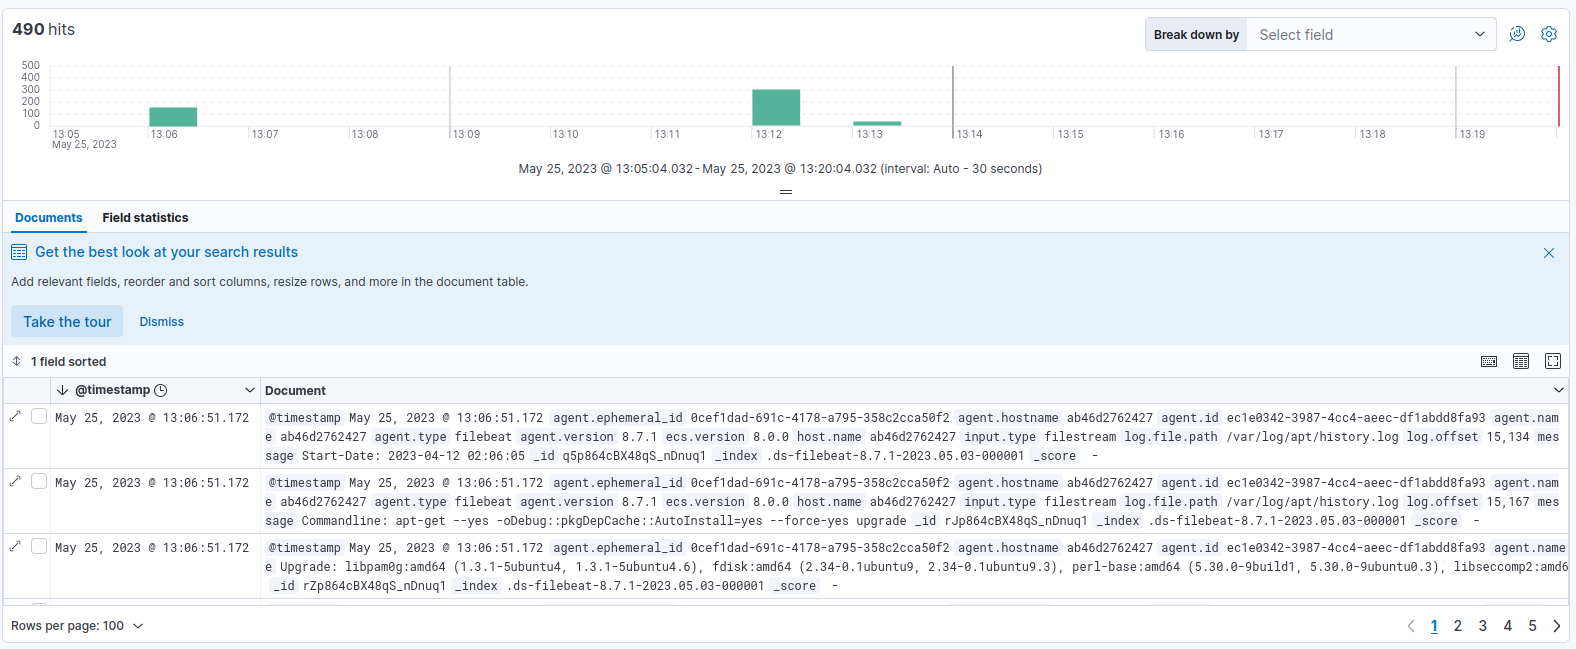 490 hits
Break down by Select field
500
400
300
200
100
0
13:05 13:06 13:07 13:08 13:09 13:10 13:11 13:12 13:13 13:14 13:15 13:16 13:17 13:18 13:19
May 25, 2023
May 25, 2023 @ 13:05:04.032 - May 25, 2023 @ 13:20:04.032 (interval: Auto - 30 seconds)
Documents Field statistics
Get the best look at your search results
Add relevant fields, reorder and sort columns, resize rows, and more in the document table.
Take the tour Dismiss
1 field sorted
@timestamp Document
May 25, 2023 @ 13:06:51.172 @timestamp May 25, 2023 @ 13:06:51.172 agent.ephemeral_id 0cef1dad-691c-4178-a795-358c2cca50f2 agent.hostname ab46d2762427 agent.id ec1e0342-3987-4cc4-aeec-df1abdd8fa93 agent.nam
e ab46d2762427 agent.type filebeat agent.version 8.7.1 ecs.version 8.0.0 host.name ab46d2762427 input.type filestream log.file.path /var/log/apt/history.log log.offset 15,134 mes
sage Start-Date: 2023-04-12 02:06:05 _id q5p864cBX48qS_nDnuq1 _index .ds-filebeat-8.7.1-2023.05.03-000001 _score -
May 25, 2023 @ 13:06:51.172 @timestamp May 25, 2023 @ 13:06:51.172 agent.ephemeral_id 0cef1dad-691c-4178-a795-358c2cca50f2 agent.hostname ab46d2762427 agent.id ec1e0342-3987-4cc4-aeec-df1abdd8fa93 agent.nam
e ab46d2762427 agent.type filebeat agent.version 8.7.1 ecs.version 8.0.0 host.name ab46d2762427 input.type filestream log.file.path /var/log/apt/history.log log.offset 15,167 mes
sage Commandline: apt-get --yes -oDebug::pkgDepCache::AutoInstall=yes --force-yes upgrade _id rJp864cBX48qS_nDnuq1 _index .ds-filebeat-8.7.1-2023.05.03-000001 _score -
May 25, 2023 @ 13:06:51.172 @timestamp May 25, 2023 @ 13:06:51.172 agent.ephemeral_id 0cef1dad-691c-4178-a795-358c2cca50f2 agent.hostname ab46d2762427 agent.id ec1e0342-3987-4cc4-aeec-df1abdd8fa93 agent.name
e Upgrade: libpam0g:amd64 (1.3.1-5ubuntu4, 1.3.1-5ubuntu4.6), fdisk:amd64 (2.34-0.1ubuntu9, 2.34-0.1ubuntu9.3), perl-base:amd64 (5.30.0-9build1, 5.30.0-9ubuntu0.3), libseccomp2:amd6
_id rZp864cBX48qS_nDnuq1 _index .ds-filebeat-8.7.1-2023.05.03-000001 _score -
Rows per page: 100 1 2 3 4 5